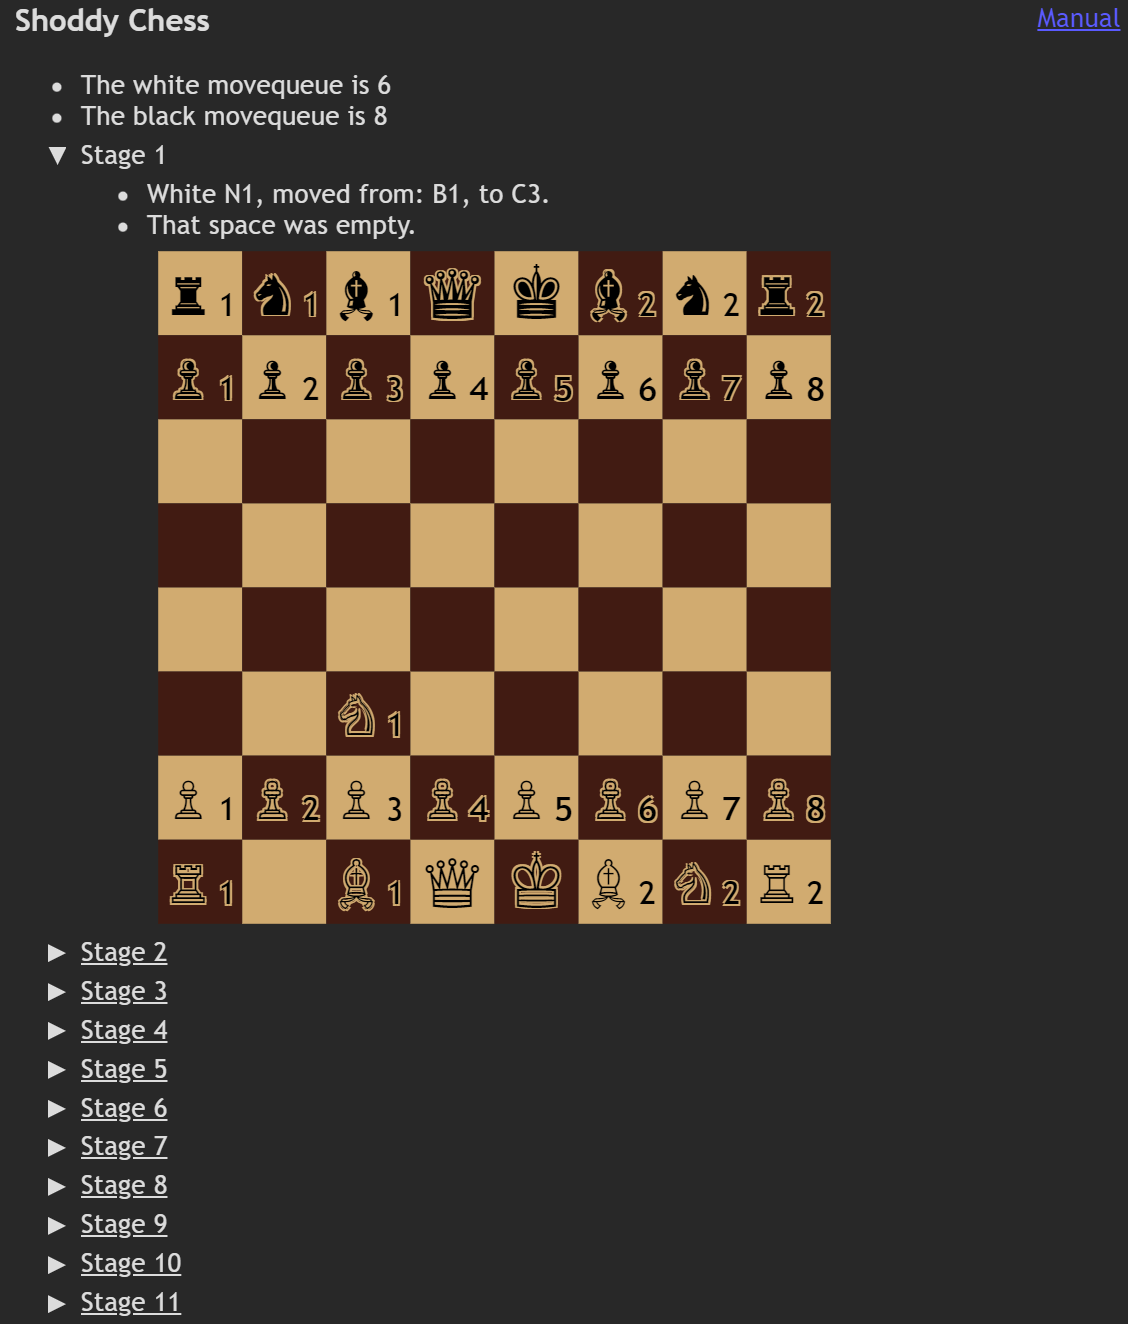 Shoddy Chess
Manual
The white movequeue is 6
The black movequeue is 8
Stage 1
White N1, moved from: B1, to C3.
That space was empty.
1 1 1 2 2 2
1 2 3 4 5 6 7 8
1
1 2 3 4 5 6 7 8
1 1 2 2 2
Stage 2
Stage 3
Stage 4
Stage 5
Stage 6
Stage 7
Stage 8
Stage 9
Stage 10
Stage 11